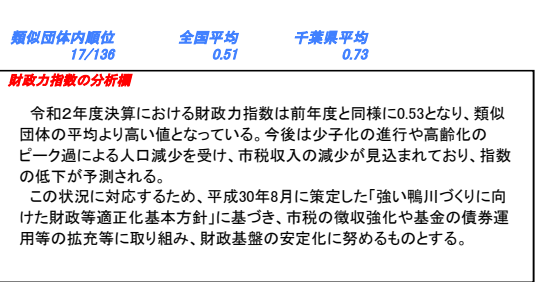 類似団体内順位 全国平均 千葉県平均
17/136 0.51 0.73
財政力指数の分析欄
令和2年度決算における財政力指数は前年度と同様に0.53となり、類似
団体の平均より高い値となっている。今後は少子化の進行や高齢化の
ピーク過による人口減少を受け、市税収入の減少が見込まれており、指数
の低下が予測される。
この状況に対応するため、平成30年8月に策定した「強い鴨川づくりに向
けた財政等適正化基本方針」に基づき、市税の徴収強化や基金の債券運
用等の拡充等に取り組み、財政基盤の安定化に努めるものとする。